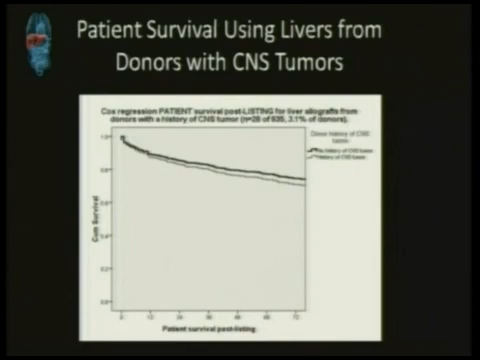 Patient Survival Using Livers from
Donors with CNS Tumors
Cox regression PATIENT survival post-LISTING for liver allografts from
donors with a history of CNS tumor (n=28 of 935, 3.1% of donors).
Donor history of CNS
tumor
No history of CNS tumor
history of CNS tumor
Cum Survival
1.0
0.8
0.6
0.4
0.2
0.0
0 12 24 36 48 60 72
Patient survival post-listing